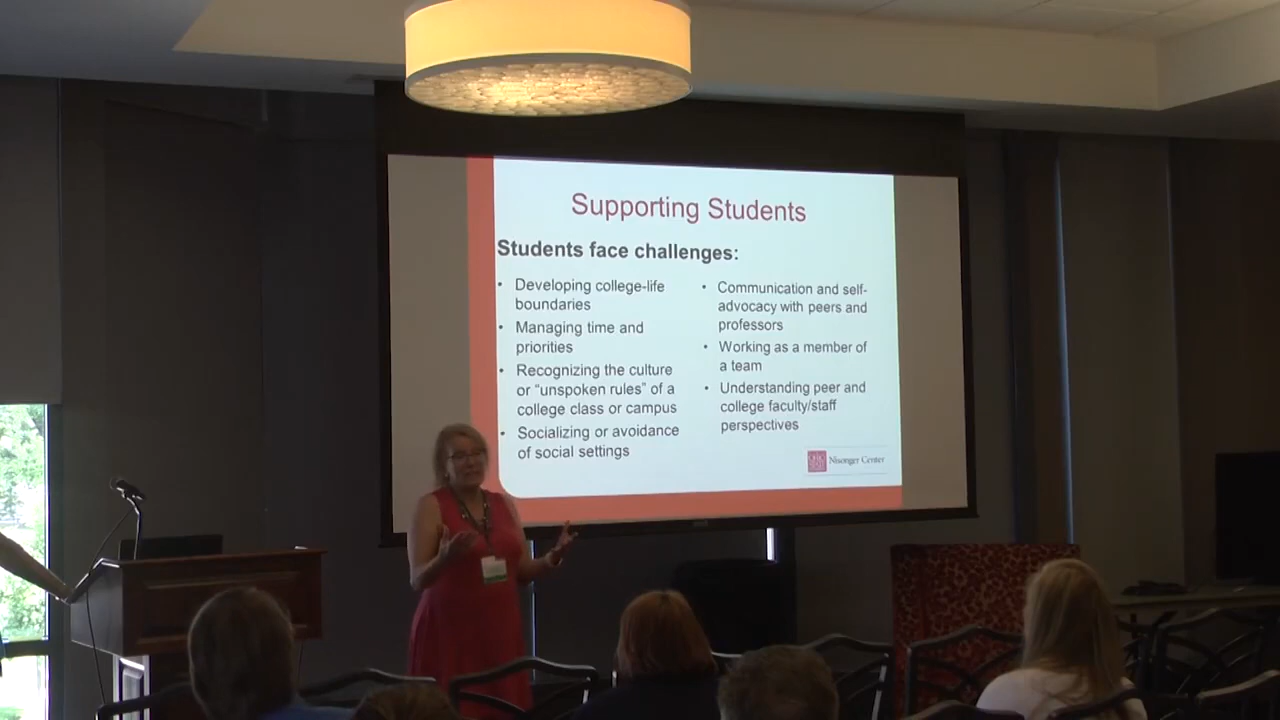 Supporting Students
Students face challenges:
• Developing college-life
boundaries
• Managing time and
priorities
• Recognizing the culture
or “unspoken rules” of a
college class or campus
• Socializing or avoidance
of social settings
• Communication and self-
advocacy with peers and
professors
• Working as a member of
a team
• Understanding peer and
college faculty/staff
perspectives
Nisonger Center